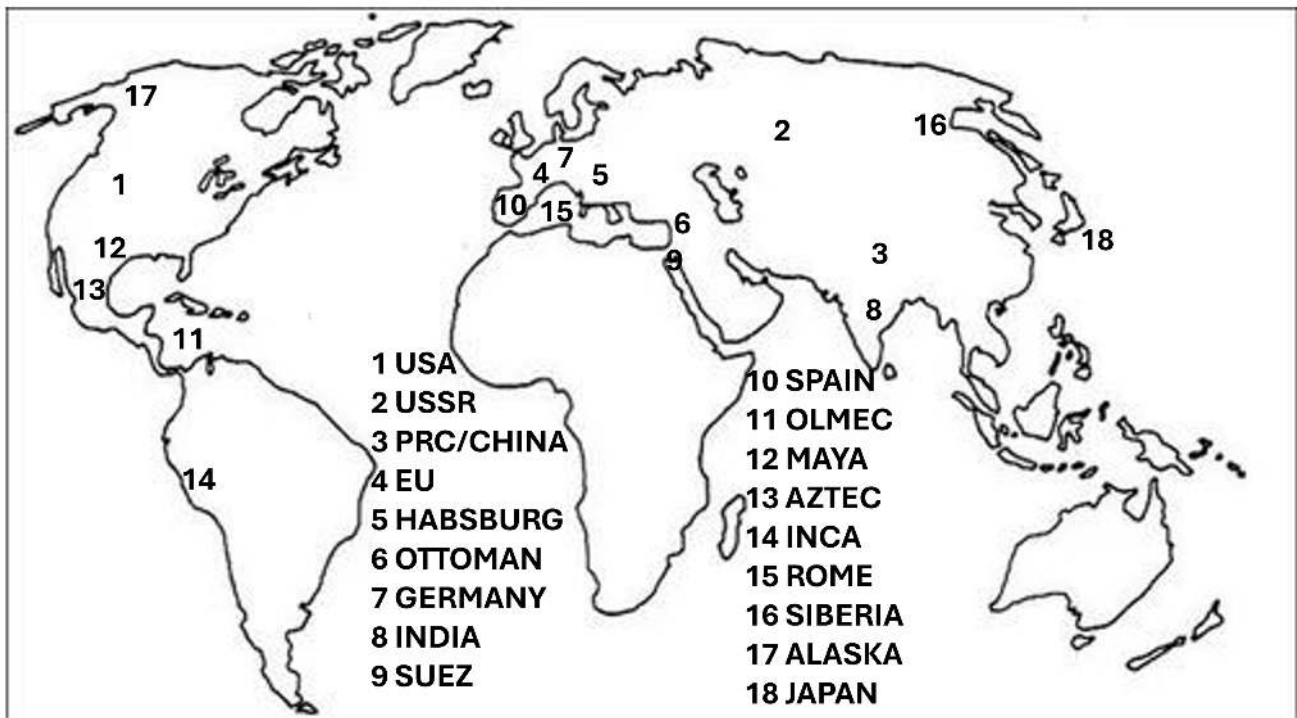 17
2
16
7
1
4
5
10
15
6
18
12
9
3
13
8
11
14
1 USA
2 USSR
3 PRC/CHINA
4 EU
5 HABSBURG
6 OTTOMAN
7 GERMANY
8 INDIA
9 SUEZ
10 SPAIN
11 OLMEC
12 MAYA
13 AZTEC
14 INCA
15 ROME
16 SIBERIA
17 ALASKA
18 JAPAN